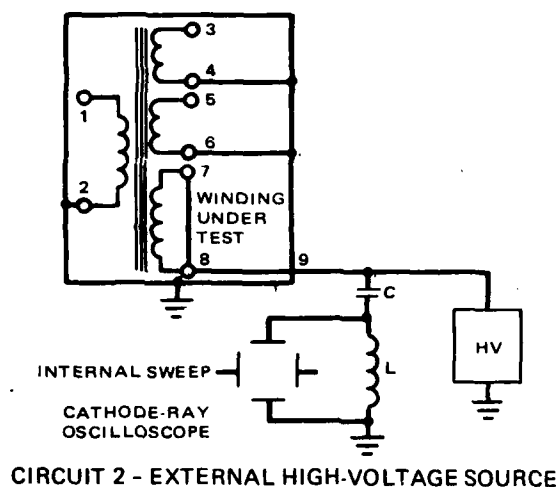 3
4
1
5
6
2
7
WINDING
UNDER
TEST
8
9
C
HV
INTERNAL SWEEP
L
CATHODE-RAY
OSCILLOSCOPE
CIRCUIT 2 - EXTERNAL HIGH-VOLTAGE SOURCE